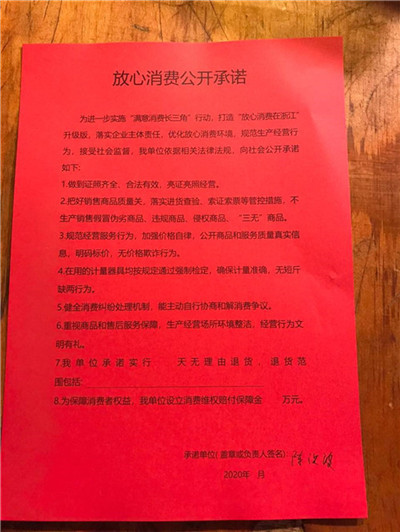 放心消费公开承诺
为进一步实施“满意消费长三角”行动，打造“放心消费在浙江”
升级版，落实企业主体责任，优化放心消费环境，规范生产经营行
为，接受社会监督，我单位依据相关法律法规，向社会公开承诺
如下:
1.做到证照齐全、合法有效、亮证亮照经营。
2.把好销售商品质量关，落实进货查验、索证索票等管控措施，不
生产销售假冒伪劣商品、违规商品、侵权商品、“三无”商品。
3.规范经营服务行为，加强价格自律，公开商品和服务质量真实信
息，明码标价，无价格欺诈行为。
4.在用的计量器具均按规定通过强制检定，确保计量准确，无短斤
缺两行为。
5.健全消费纠纷处理机制，能主动自行协商和解消费争议。
6.重视商品和售后服务保障，生产经营场所环境整洁，经营行为文
明有礼。
7.我单位承诺实行 天无理由退货，退货范
围包括:
8.为保障消费者权益，我单位设立消费维权赔付保障金 万元。
承诺单位(盖章或负责人签名):陈
2020年 月